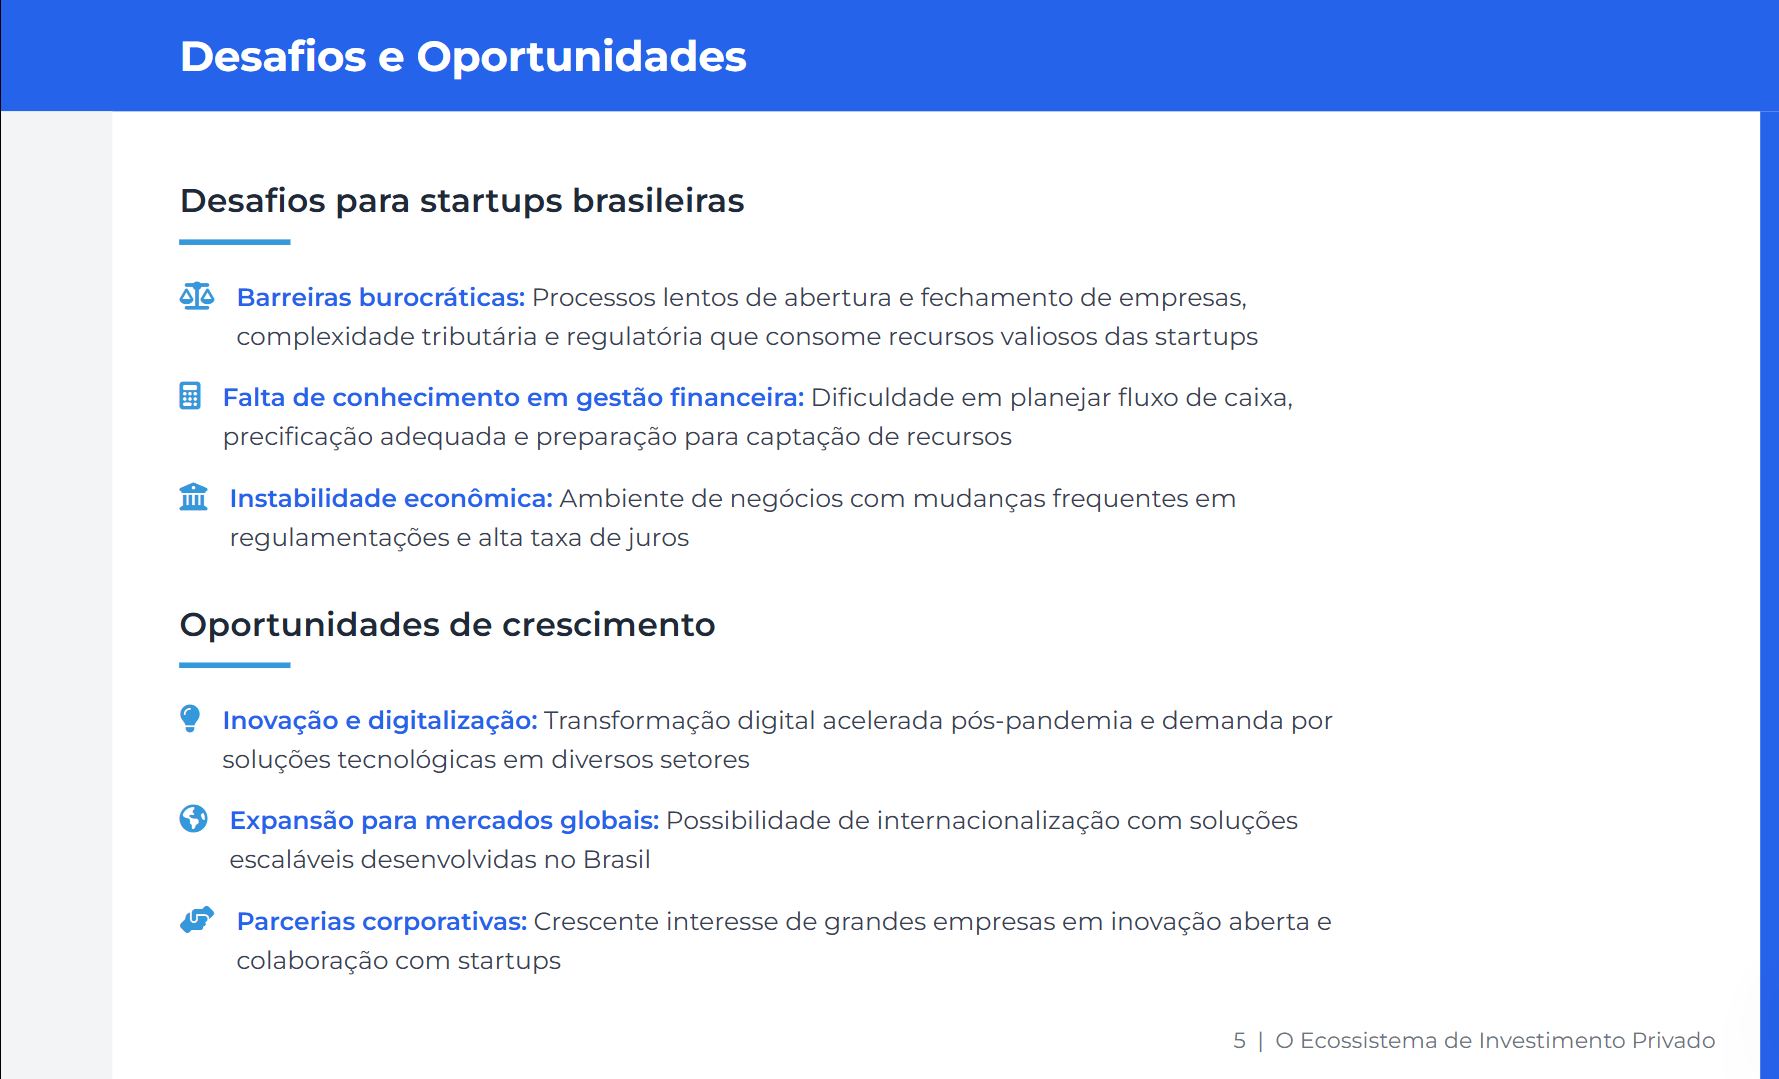 Desafios e Oportunidades
Desafios para startups brasileiras
Barreiras burocráticas: Processos lentos de abertura e fechamento de empresas,
complexidade tributária e regulatória que consome recursos valiosos das startups
Falta de conhecimento em gestão financeira: Dificuldade em planejar fluxo de caixa,
precificação adequada e preparação para captação de recursos
Instabilidade econômica: Ambiente de negócios com mudanças frequentes em
regulamentações e alta taxa de juros
Oportunidades de crescimento
Inovação e digitalização: Transformação digital acelerada pós-pandemia e demanda por
soluções tecnológicas em diversos setores
Expansão para mercados globais: Possibilidade de internacionalização com soluções
escaláveis desenvolvidas no Brasil
Parcerias corporativas: Crescente interesse de grandes empresas em inovação aberta e
colaboração com startups
5 | O Ecossistema de Investimento Privado